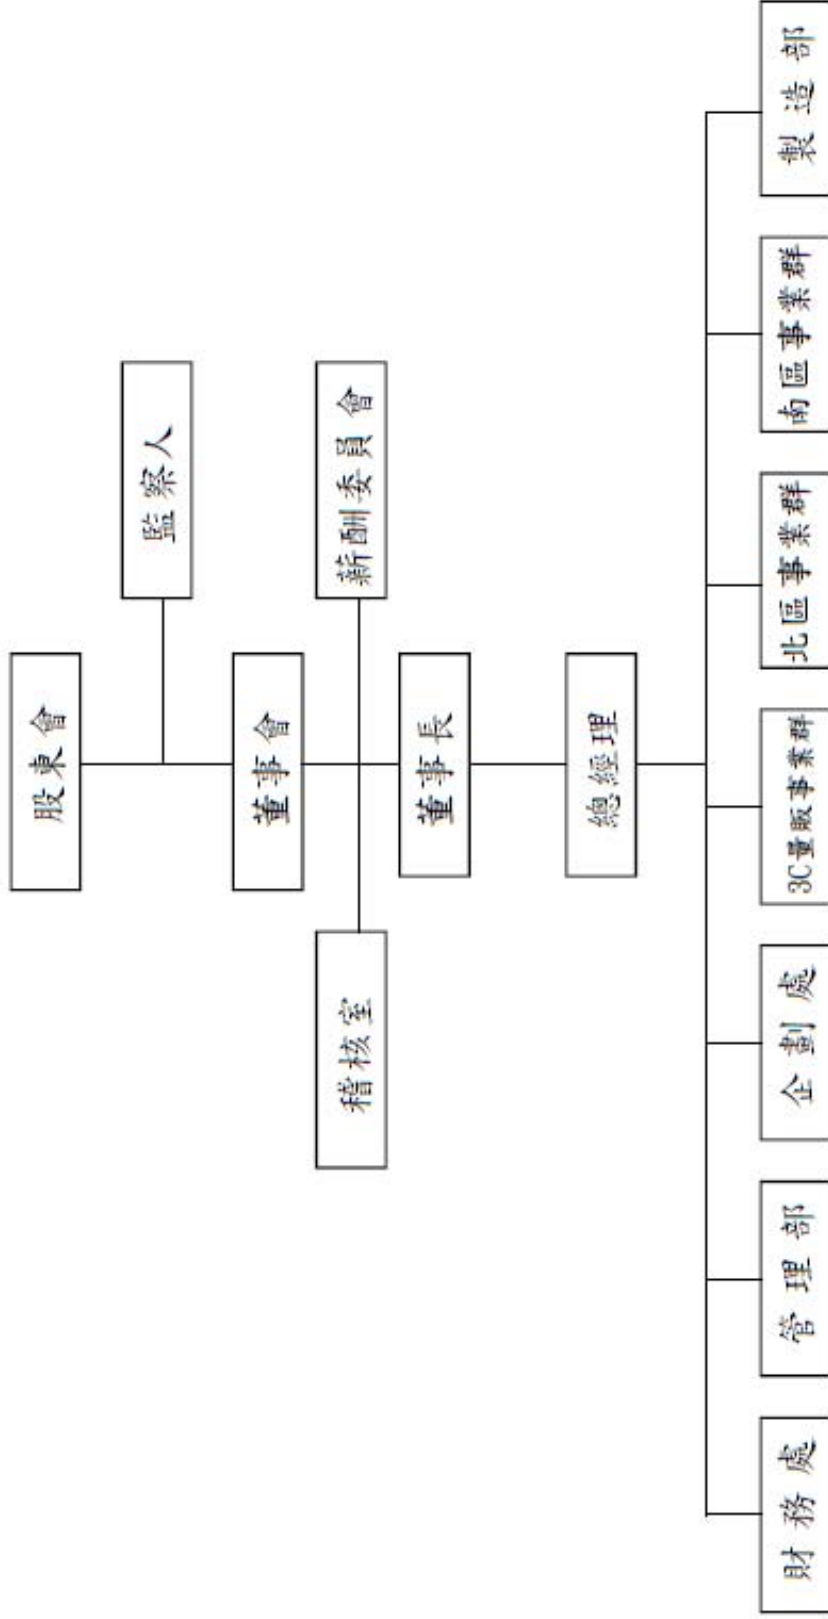 股東會
監察人
董事會
稽核室
薪酬委員會
董事長
總經理
財務處
管理部
企劃處
3C量販事業群
北區事業群
南區事業群
製造部